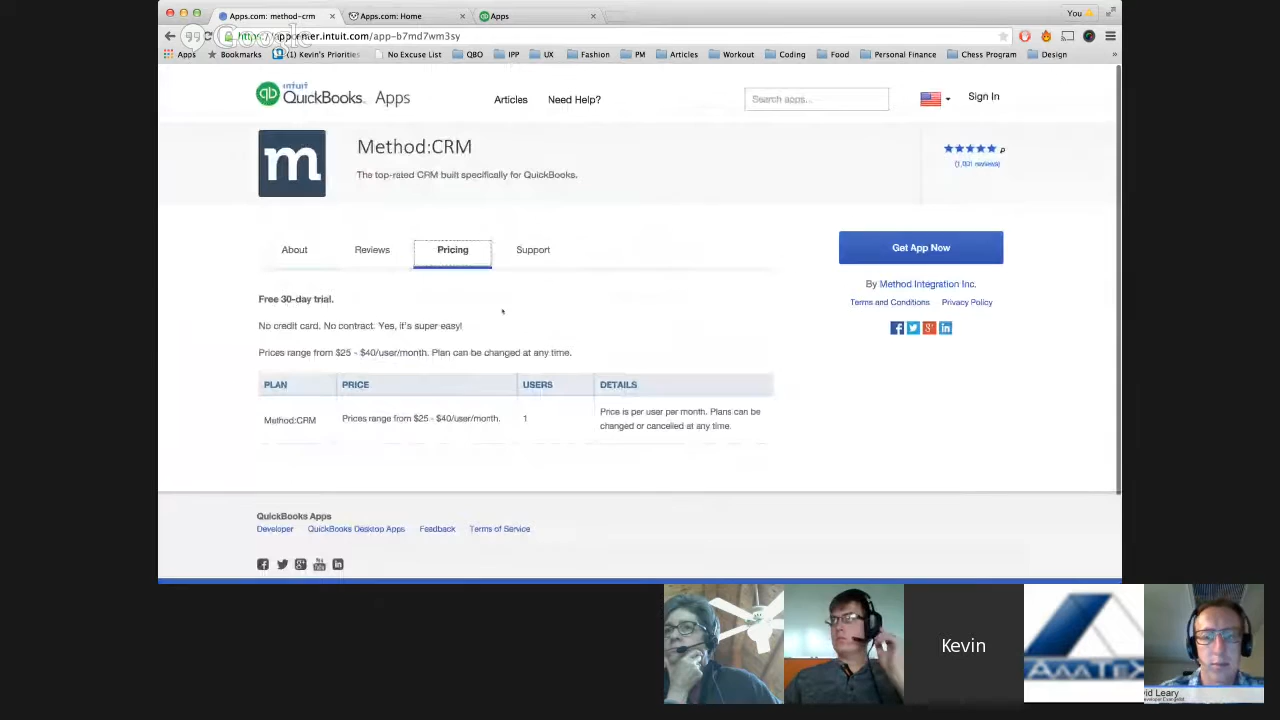 Apps.com: method-crm
Apps.com: Home
Apps
You
Google
.intuit.com/app-b7md7wm3sy
Apps
Bookmarks
(1) Kevin's Priorities
No Excuse List
QBO
IPP
UX
Fashion
PM
Articles
Workout
Coding
Food
Personal Finance
Chess Program
Design
»
intuit
qb QuickBooks. Apps
Articles
Need Help?
Search apps...
Sign In
m
Method:CRM
The top-rated CRM built specifically for QuickBooks.
About
Reviews
Pricing
Support
Get App Now
By Method Integration Inc.
Terms and Conditions
Privacy Policy
Free 30-day trial.
No credit card. No contract. Yes, it's super easy!
Prices range from $25 - $40/user/month. Plan can be changed at any time.
PLAN PRICE USERS DETAILS
Method:CRM Prices range from $25 - $40/user/month. 1 Price is per user per month. Plans can be
changed or cancelled at any time.
QuickBooks Apps
Developer QuickBooks Desktop Apps Feedback Terms of Service
Kevin
AMTEX
vid Leary